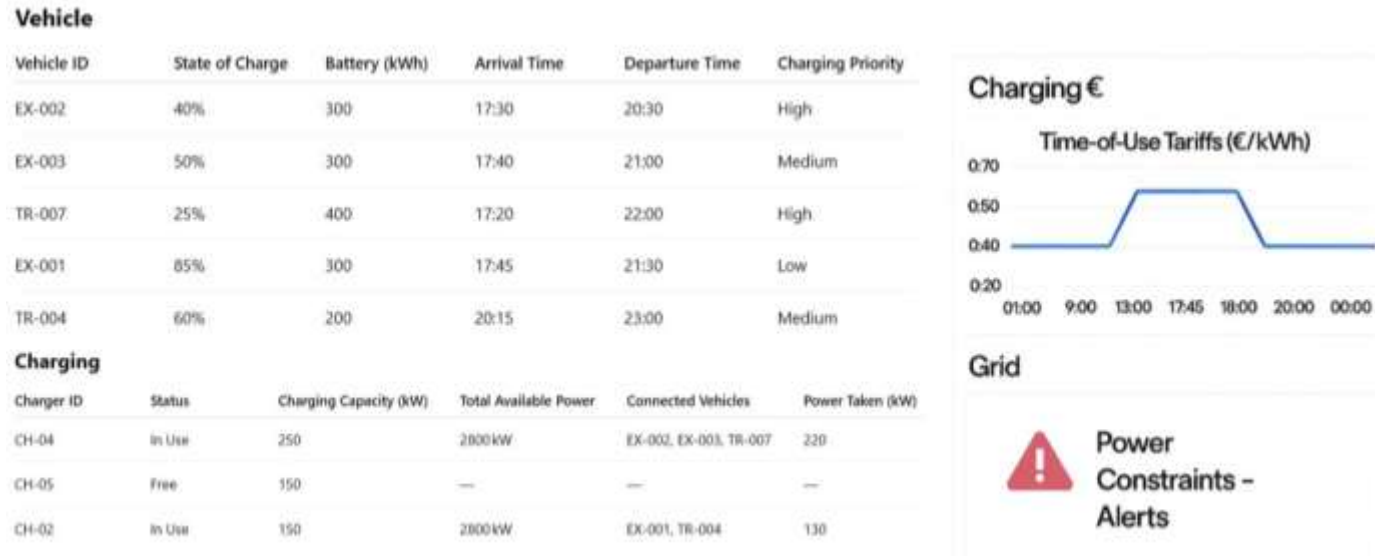 Vehicle
Vehicle ID State of Charge Battery (kWh) Arrival Time Departure Time Charging Priority
EX-002 40% 300 17:30 20:30 High
EX-003 50% 300 17:40 21:00 Medium
TR-007 25% 400 17:20 22:00 High
EX-001 85% 300 17:45 21:30 Low
TR-004 60% 200 20:15 23:00 Medium
Charging
Charger ID Status Charging Capacity (kW) Total Available Power Connected Vehicles Power Taken (kW)
CH-04 In Use 250 2800 kW EX-002, EX-003, TR-007 220
CH-05 Free 150 — — —
CH-02 In Use 150 2800 kW EX-001, TR-004 130
Charging €
Time-of-Use Tariffs (€/kWh)
0:70
0:50
0:40
0:20
01:00 9:00 13:00 17:45 18:00 20:00 00:00
Grid
Power
Constraints –
Alerts